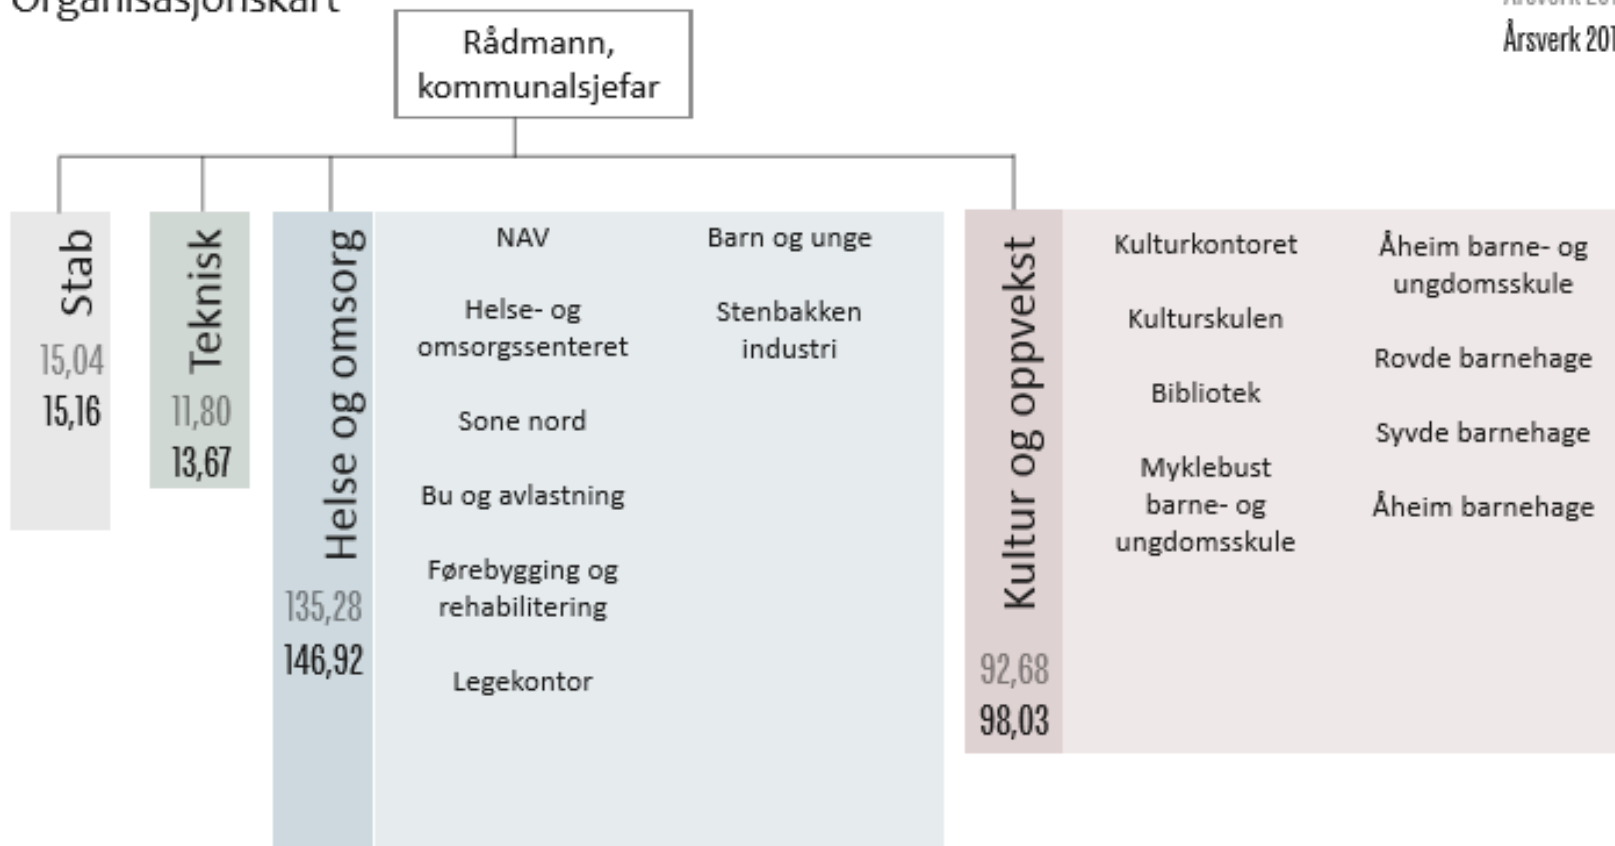 Organisasjonskart
Årsverk 201
Rådmann,
kommunalsjefar
Stab
15,04
15,16
Teknisk
11,80
13,67
Helse og omsorg
135,28
146,92
NAV
Helse- og
omsorgssenteret
Sone nord
Bu og avlastning
Førebygging og
rehabilitering
Legekontor
Barn og unge
Stenbakken
industri
Kultur og oppvekst
92,68
98,03
Kulturkontoret
Kulturskulen
Bibliotek
Myklebust
barne- og
ungdomsskule
Åheim barne- og
ungdomsskule
Rovde barnehage
Syvde barnehage
Åheim barnehage